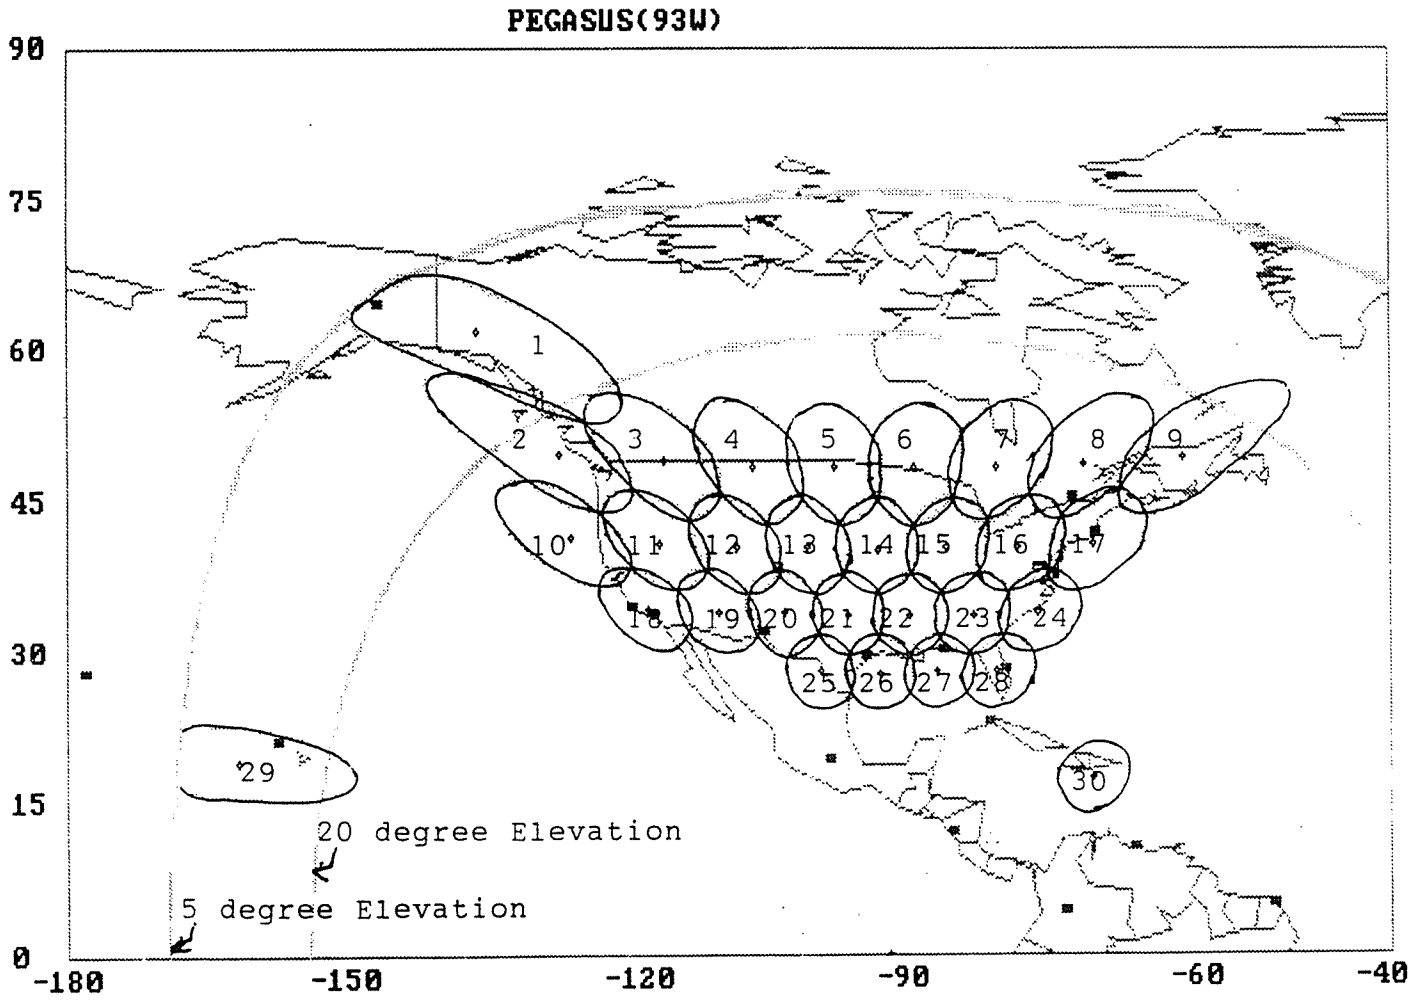 PEGASUS(93W)
90
75
1
60
2 3 4 5 6 7 8 9
45
10 11 12 13 14 15 16 17
18 19 20 21 22 23 24
30
25 26 27 28
29
30
15
20 degree Elevation
5 degree Elevation
0
-180 -150 -120 -90 -60 -40